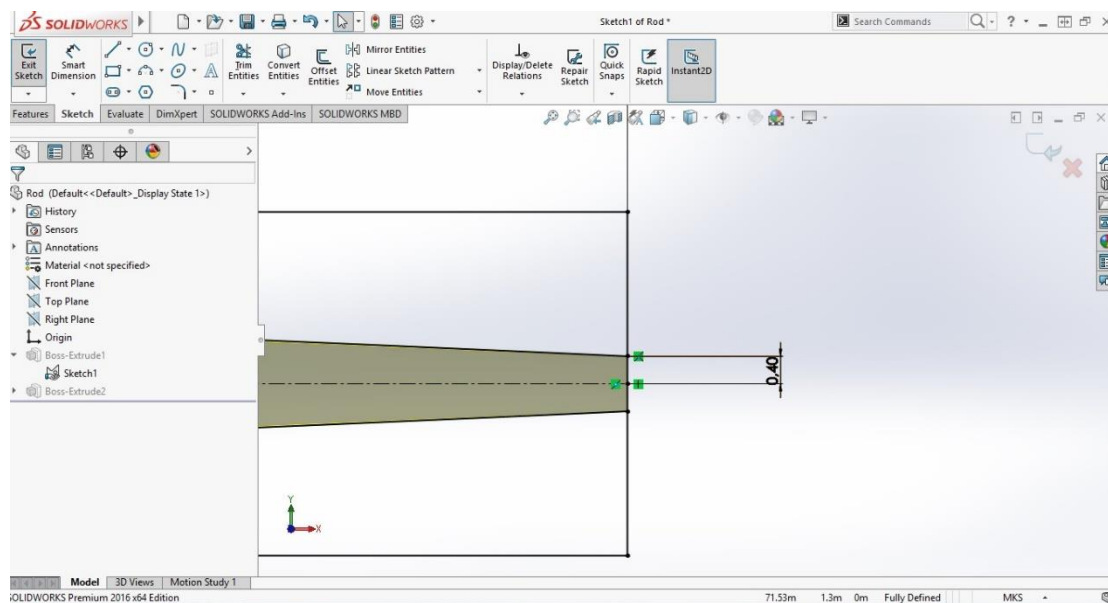 SOLIDWORKS
Sketch1 of Rod *
Search Commands
Exit Sketch
Smart Dimension
Trim Entities
Convert Entities
Offset Entities
Mirror Entities
Linear Sketch Pattern
Move Entities
Display/Delete Relations
Repair Sketch
Quick Snaps
Rapid Sketch
Instant2D
Features Sketch Evaluate DimXpert SOLIDWORKS Add-Ins SOLIDWORKS MBD
Rod (Default<<Default>_Display State 1>)
History
Sensors
Annotations
Material <not specified>
Front Plane
Top Plane
Right Plane
Origin
Boss-Extrude1
Sketch1
Boss-Extrude2
0,40
Y
X
Model 3D Views Motion Study 1
SOLIDWORKS Premium 2016 x64 Edition 71.53m 1.3m 0m Fully Defined MKS